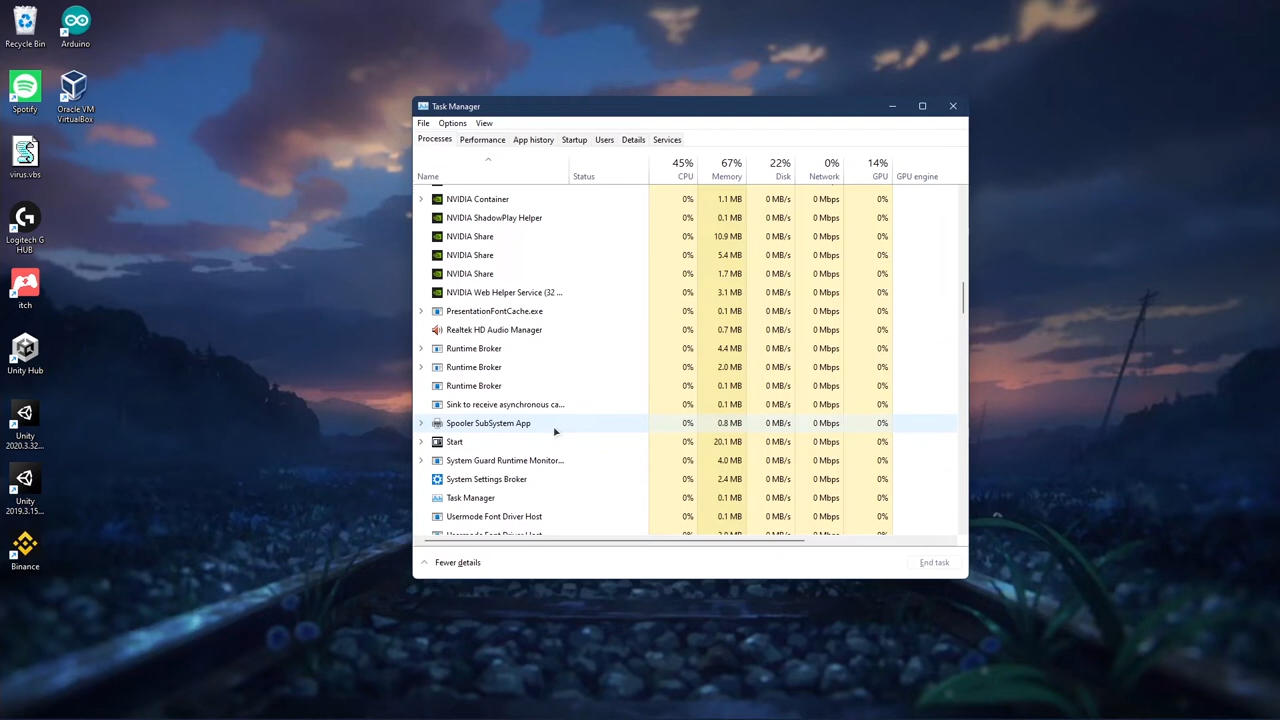 Recycle Bin
Arduino
Spotify
Oracle VM
VirtualBox
virus.vbs
Logitech G
HUB
itch
Unity Hub
Unity
2020.3.32...
Unity
2019.3.15...
Binance
Task Manager
File Options View
Processes Performance App history Startup Users Details Services
45% 67% 22% 0% 14%
Name Status CPU Memory Disk Network GPU GPU engine
NVIDIA Container 0% 1.1 MB 0 MB/s 0 Mbps 0%
NVIDIA ShadowPlay Helper 0% 0.1 MB 0 MB/s 0 Mbps 0%
NVIDIA Share 0% 10.9 MB 0 MB/s 0 Mbps 0%
NVIDIA Share 0% 5.4 MB 0 MB/s 0 Mbps 0%
NVIDIA Share 0% 1.7 MB 0 MB/s 0 Mbps 0%
NVIDIA Web Helper Service (32 ... 0% 3.1 MB 0 MB/s 0 Mbps 0%
PresentationFontCache.exe 0% 0.1 MB 0 MB/s 0 Mbps 0%
Realtek HD Audio Manager 0% 0.7 MB 0 MB/s 0 Mbps 0%
Runtime Broker 0% 4.4 MB 0 MB/s 0 Mbps 0%
Runtime Broker 0% 2.0 MB 0 MB/s 0 Mbps 0%
Runtime Broker 0% 0.1 MB 0 MB/s 0 Mbps 0%
Sink to receive asynchronous ca... 0% 0.1 MB 0 MB/s 0 Mbps 0%
Spooler SubSystem App 0% 0.8 MB 0 MB/s 0 Mbps 0%
Start 0% 20.1 MB 0 MB/s 0 Mbps 0%
System Guard Runtime Monitor... 0% 4.0 MB 0 MB/s 0 Mbps 0%
System Settings Broker 0% 2.4 MB 0 MB/s 0 Mbps 0%
Task Manager 0% 0.1 MB 0 MB/s 0 Mbps 0%
Usermode Font Driver Host 0% 0.1 MB 0 MB/s 0 Mbps 0%
Fewer details End task